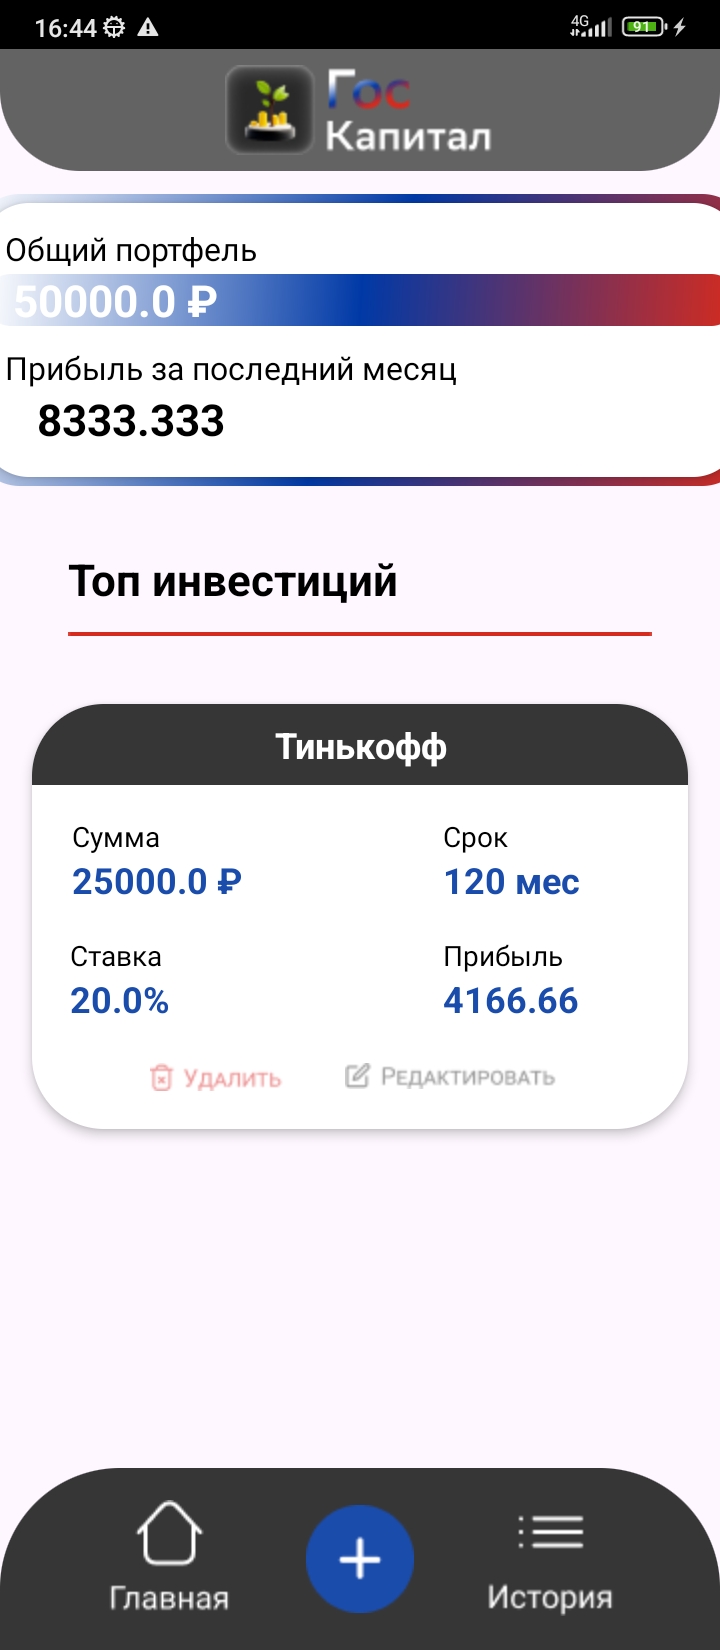 16:44
4G
91
Гос
Капитал
Общий портфель
50000.0 ₽
Прибыль за последний месяц
8333.333
Топ инвестиций
Тинькофф
Сумма Срок
25000.0 ₽ 120 мес
Ставка Прибыль
20.0% 4166.66
Удалить Редактировать
Главная История